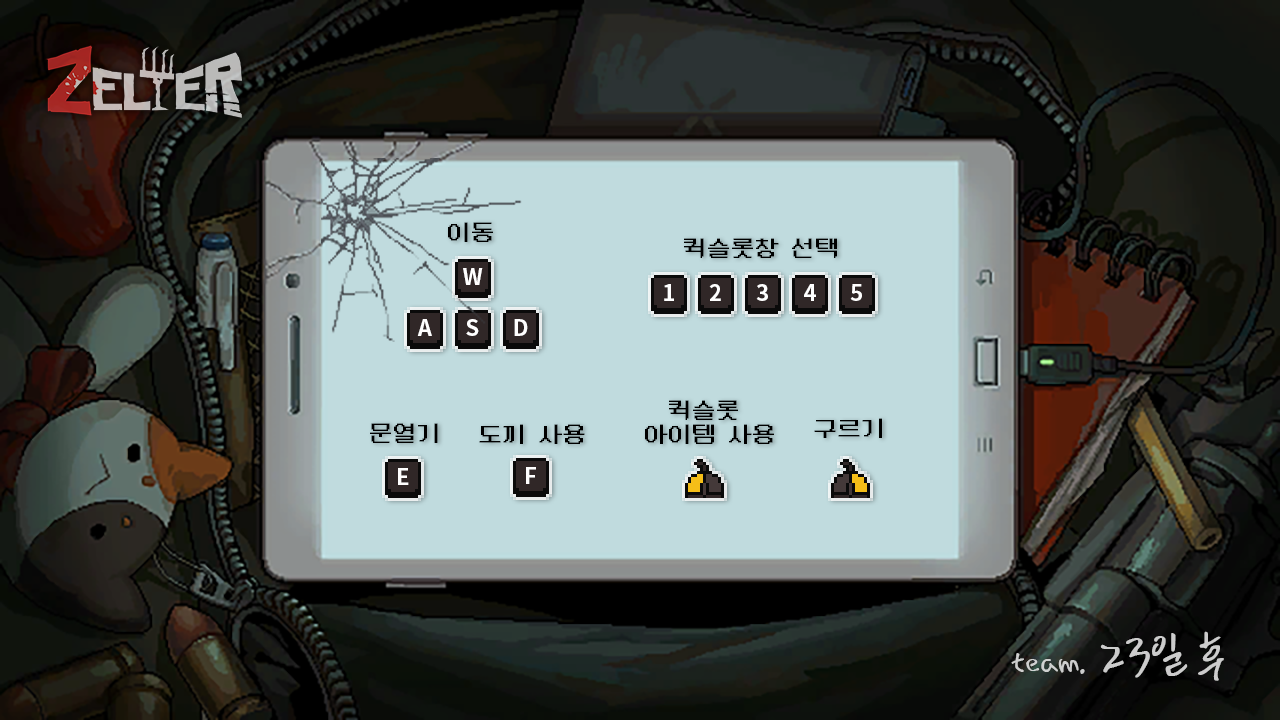 ZELTER
이동
W
A S D
퀵슬롯창 선택
1 2 3 4 5
문열기
E
도끼 사용
F
퀵슬롯
아이템 사용
구르기
team. 23일 후